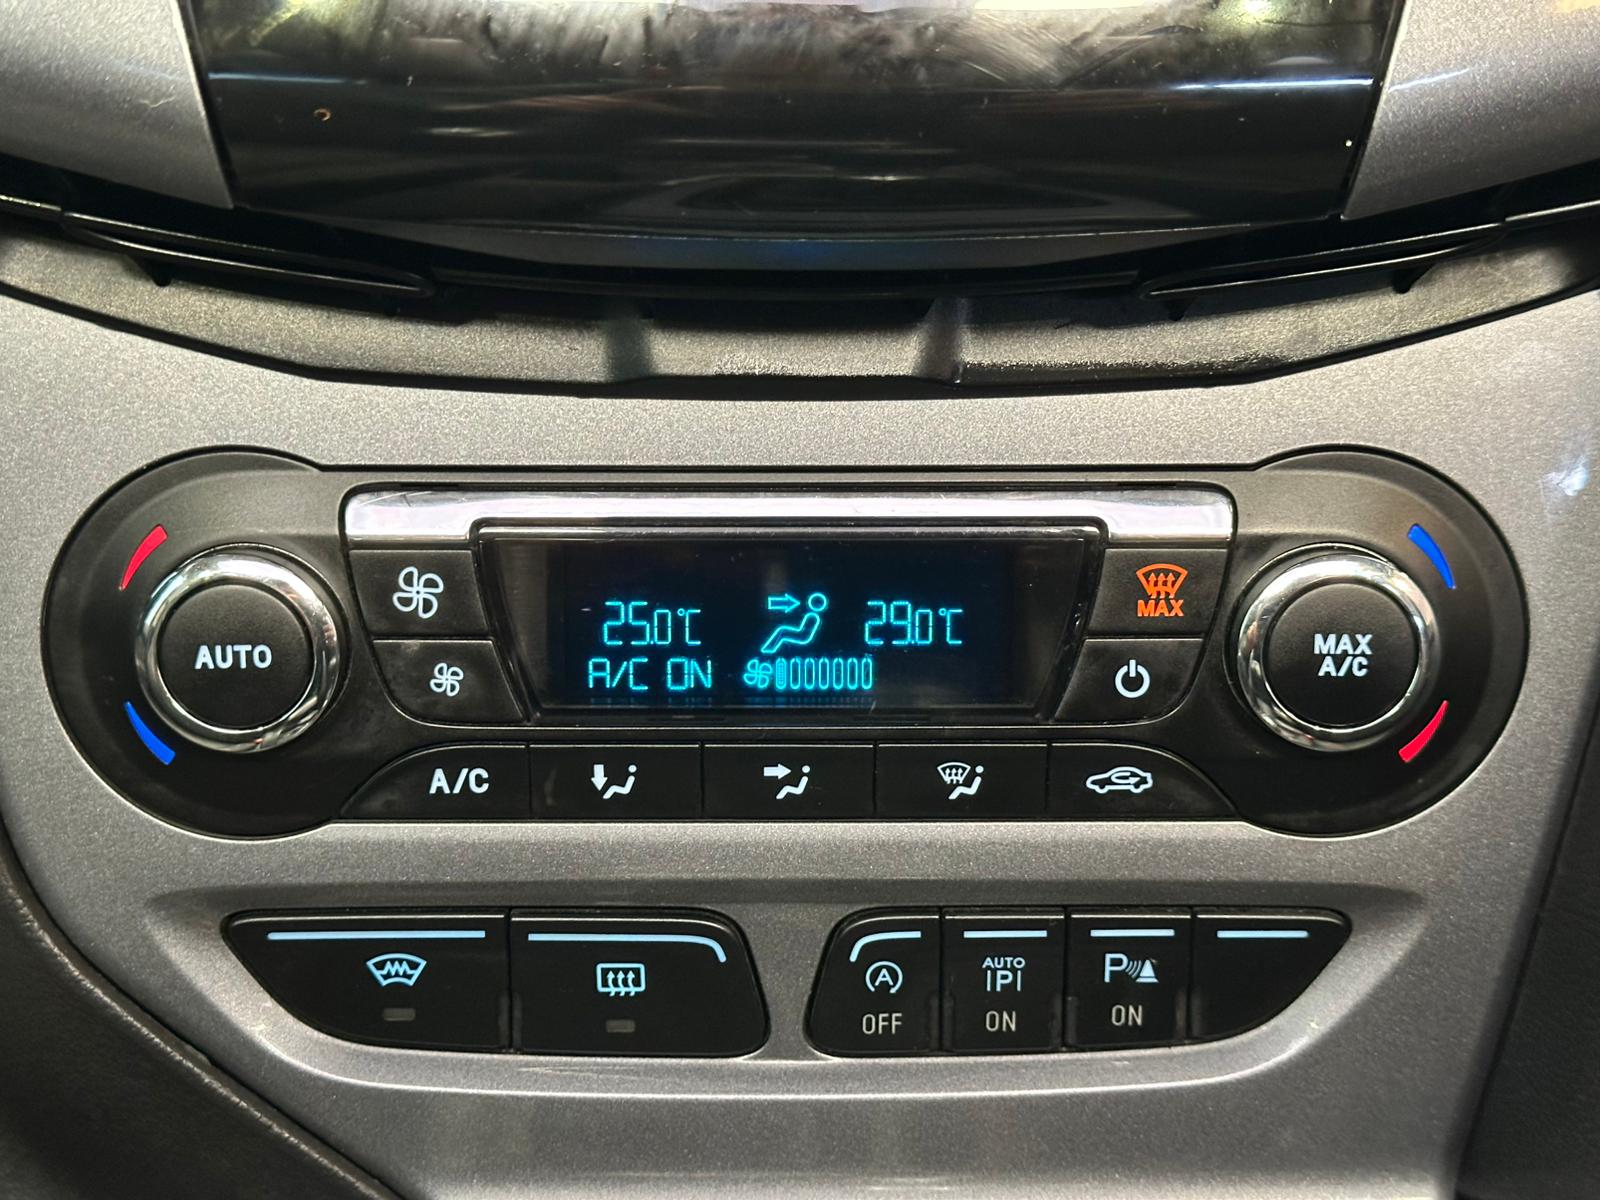 25.0°C 29.0°C
A/C ON
AUTO
MAX
MAX
A/C
A/C
A
OFF
AUTO
P
ON
P
ON